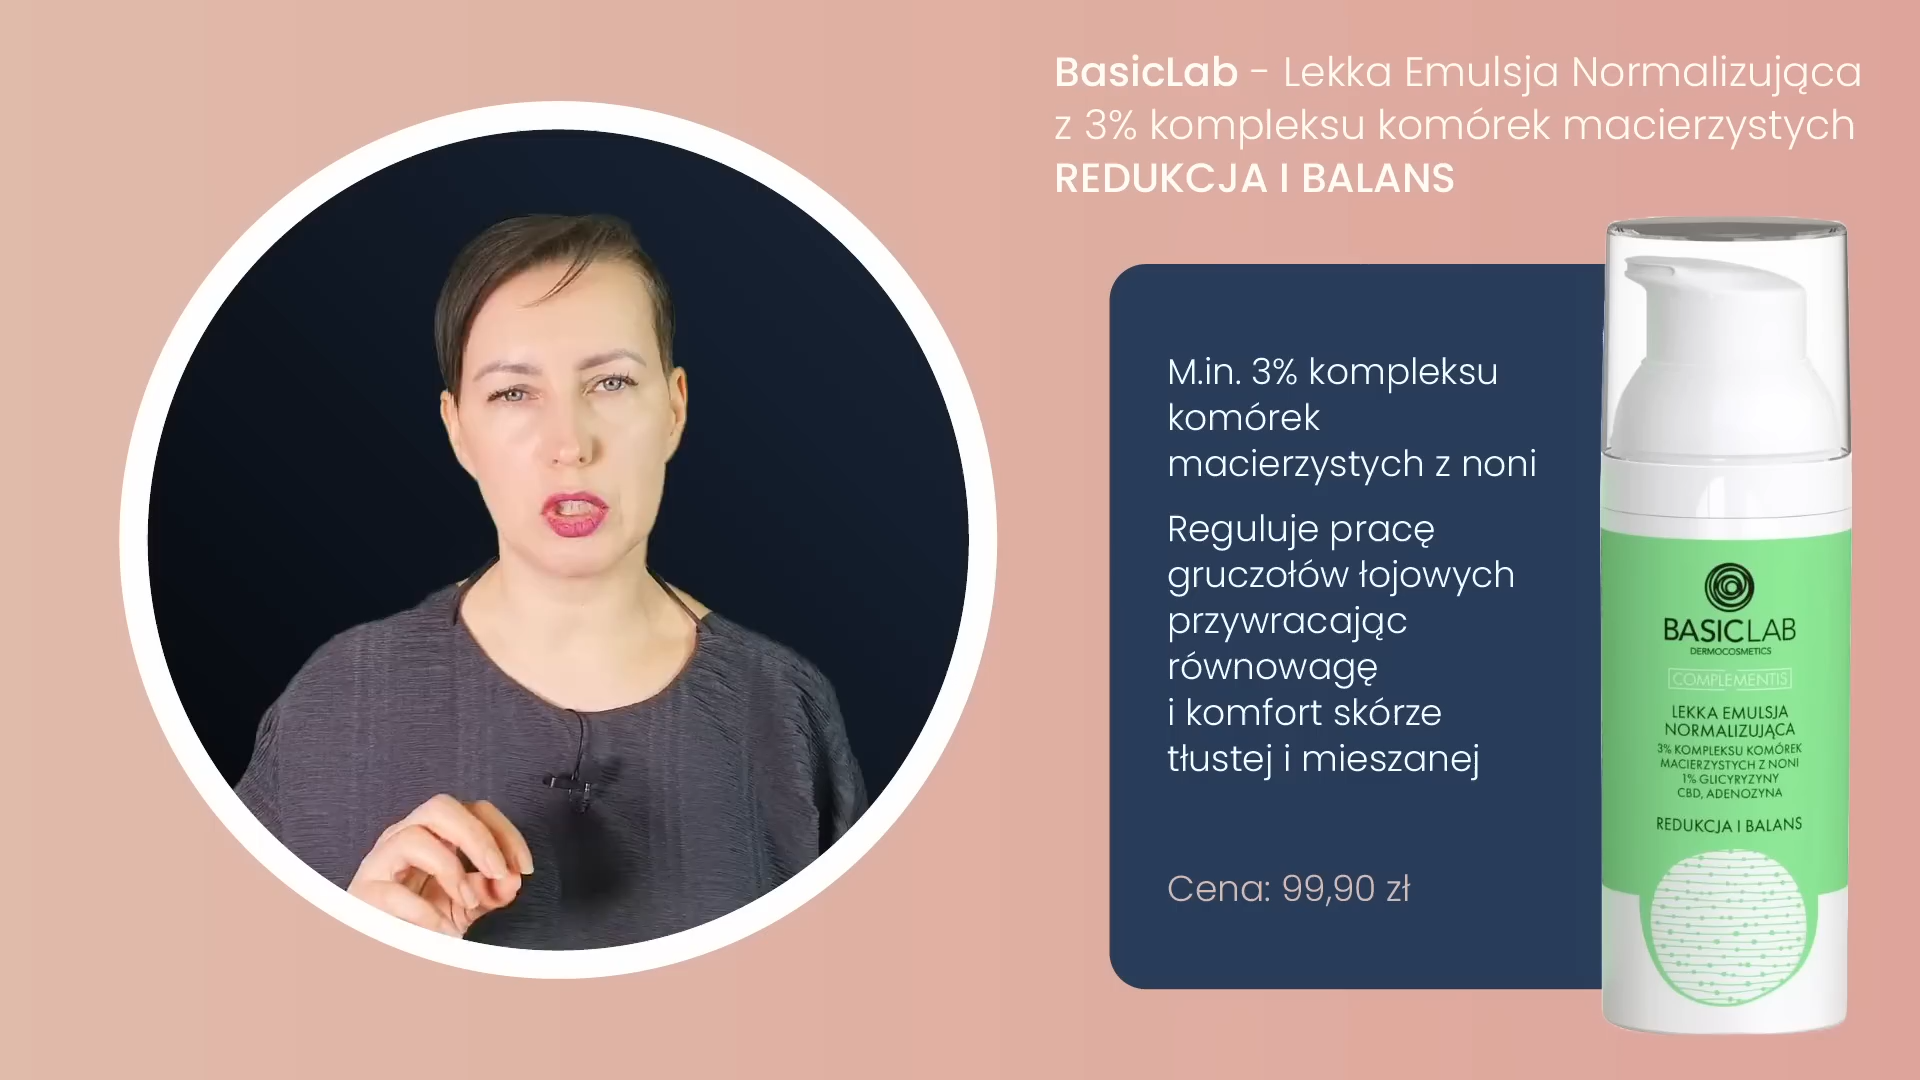 BasicLab - Lekka Emulsja Normalizująca
z 3% kompleksu komórek macierzystych
REDUKCJA I BALANS
M.in. 3% kompleksu
komórek
macierzystych z noni
Reguluje pracę
gruczołów łojowych
przywracając
równowagę
i komfort skórze
tłustej i mieszanej
Cena: 99,90 zł
BASICLAB
DERMOCOSMETICS
COMPLEMENTIS
LEKKA EMULSJA
NORMALIZUJĄCA
3% KOMPLEKSU KOMÓREK
MACIERZYSTYCH Z NONI
1% GLICYRYZYNY
CBD, ADENOZYNA
REDUKCJA I BALANS